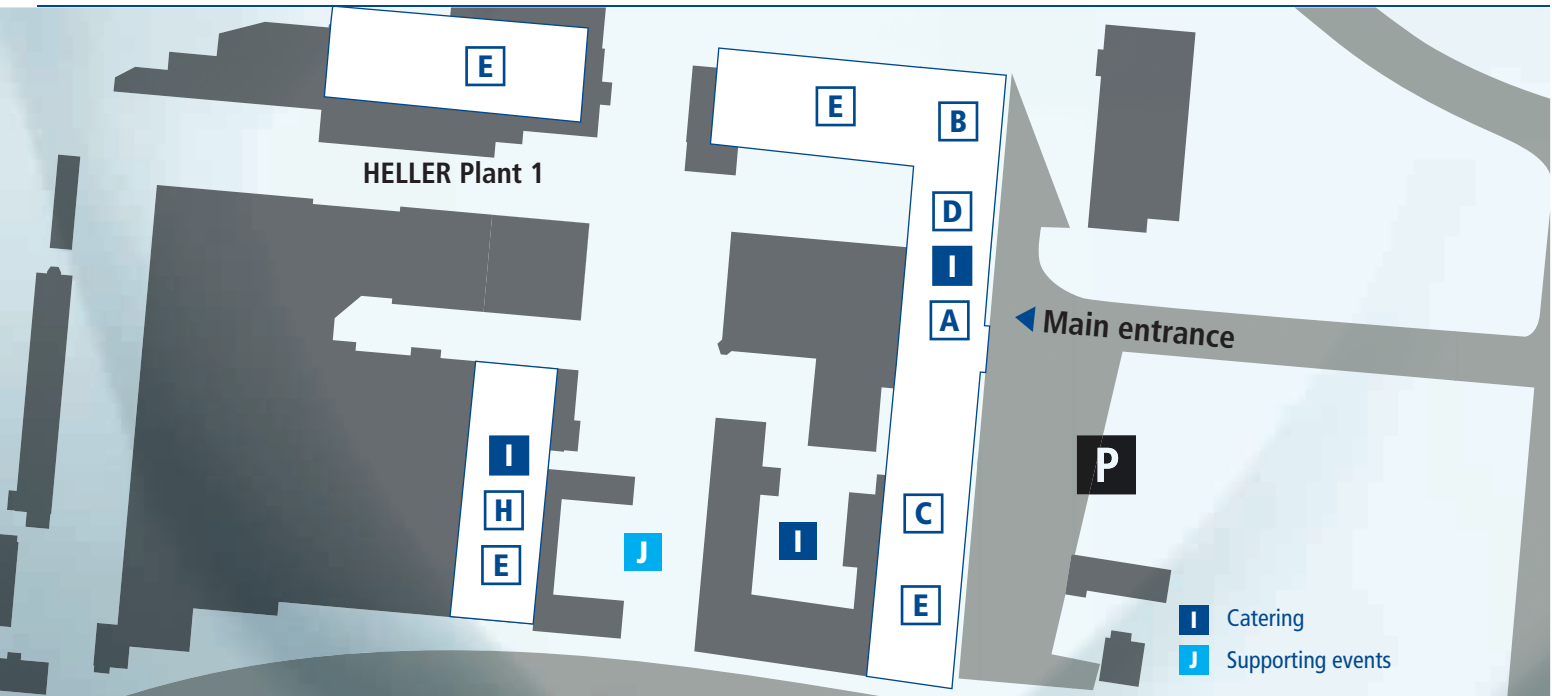 E
E
B
HELLER Plant 1
D
I
A
Main entrance
I
P
H
C
J
I
E
E
I Catering
J Supporting events